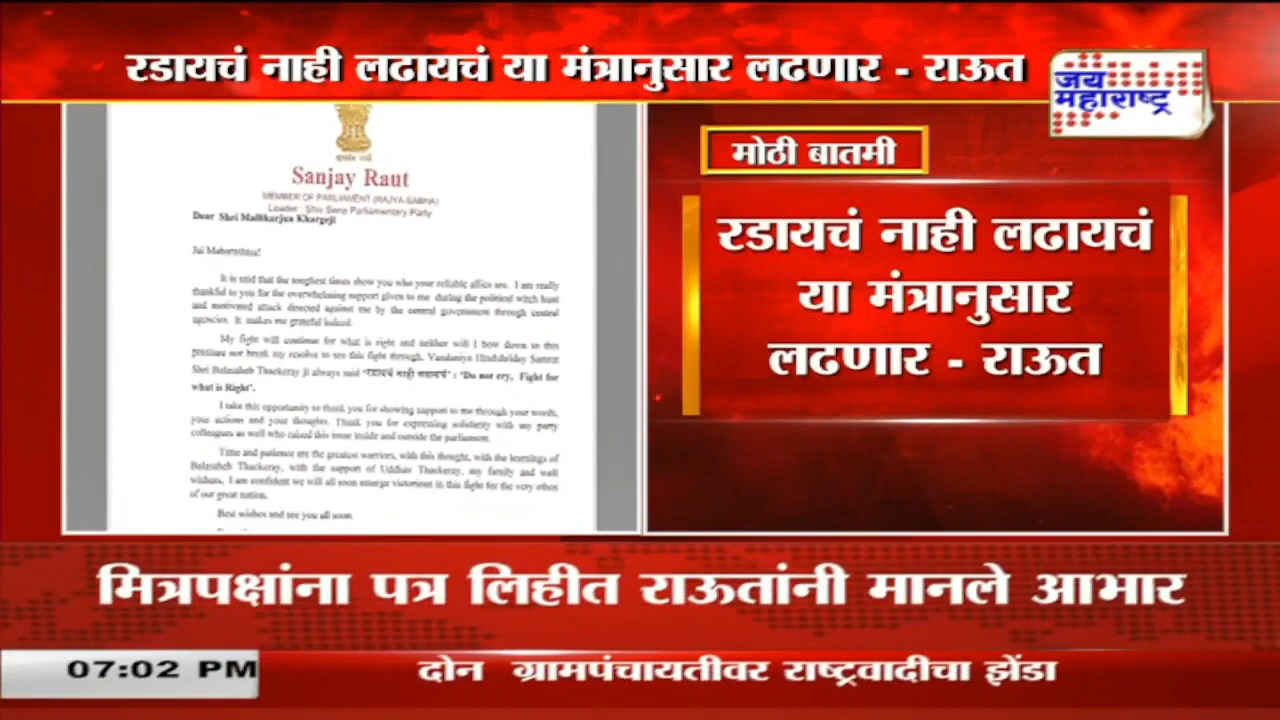 रडायचं नाही लढायचं या मंत्रानुसार लढणार - राऊत
जय
महाराष्ट्र
Sanjay Raut
MEMBER OF PARLIAMENT (RAJYA-SABHA)
Leader : Shiv Sena Parliamentary Party
Dear Shri Mallikarjun Khargeji
Jai Maharashtra!
It is said that the toughest times show you who your reliable allies are. I am really
thankful to you for the overwhelming support given to me during the political witch hunt
and motivated attack directed against me by the central government through central
agencies. It makes me grateful indeed.
My fight will continue for what is right and neither will I bow down to this
pressure nor break my resolve to see this fight through. Vandaniya Hinduhriday Samrat
Shri Balasaheb Thackeray ji always said "रडायचं नाही लढायचं" : "Do not cry, Fight for
what is Right".
I take this opportunity to thank you for showing support to me through your words,
your actions and your thoughts. Thank you for expressing solidarity with my party
colleagues as well who raised this issue inside and outside the parliament.
Time and patience are the greatest warriors, with this thought, with the learnings of
Balasaheb Thackeray, with the support of Uddhav Thackeray, my family and well
wishers, I am confident we will all soon emerge victorious in this fight for the very ethos
of our great nation.
Best wishes and see you all soon.
मोठी बातमी
रडायचं नाही लढायचं
या मंत्रानुसार
लढणार - राऊत
मित्रपक्षांना पत्र लिहीत राऊतांनी मानले आभार
07:02 PM
दोन ग्रामपंचायतीवर राष्ट्रवादीचा झेंडा